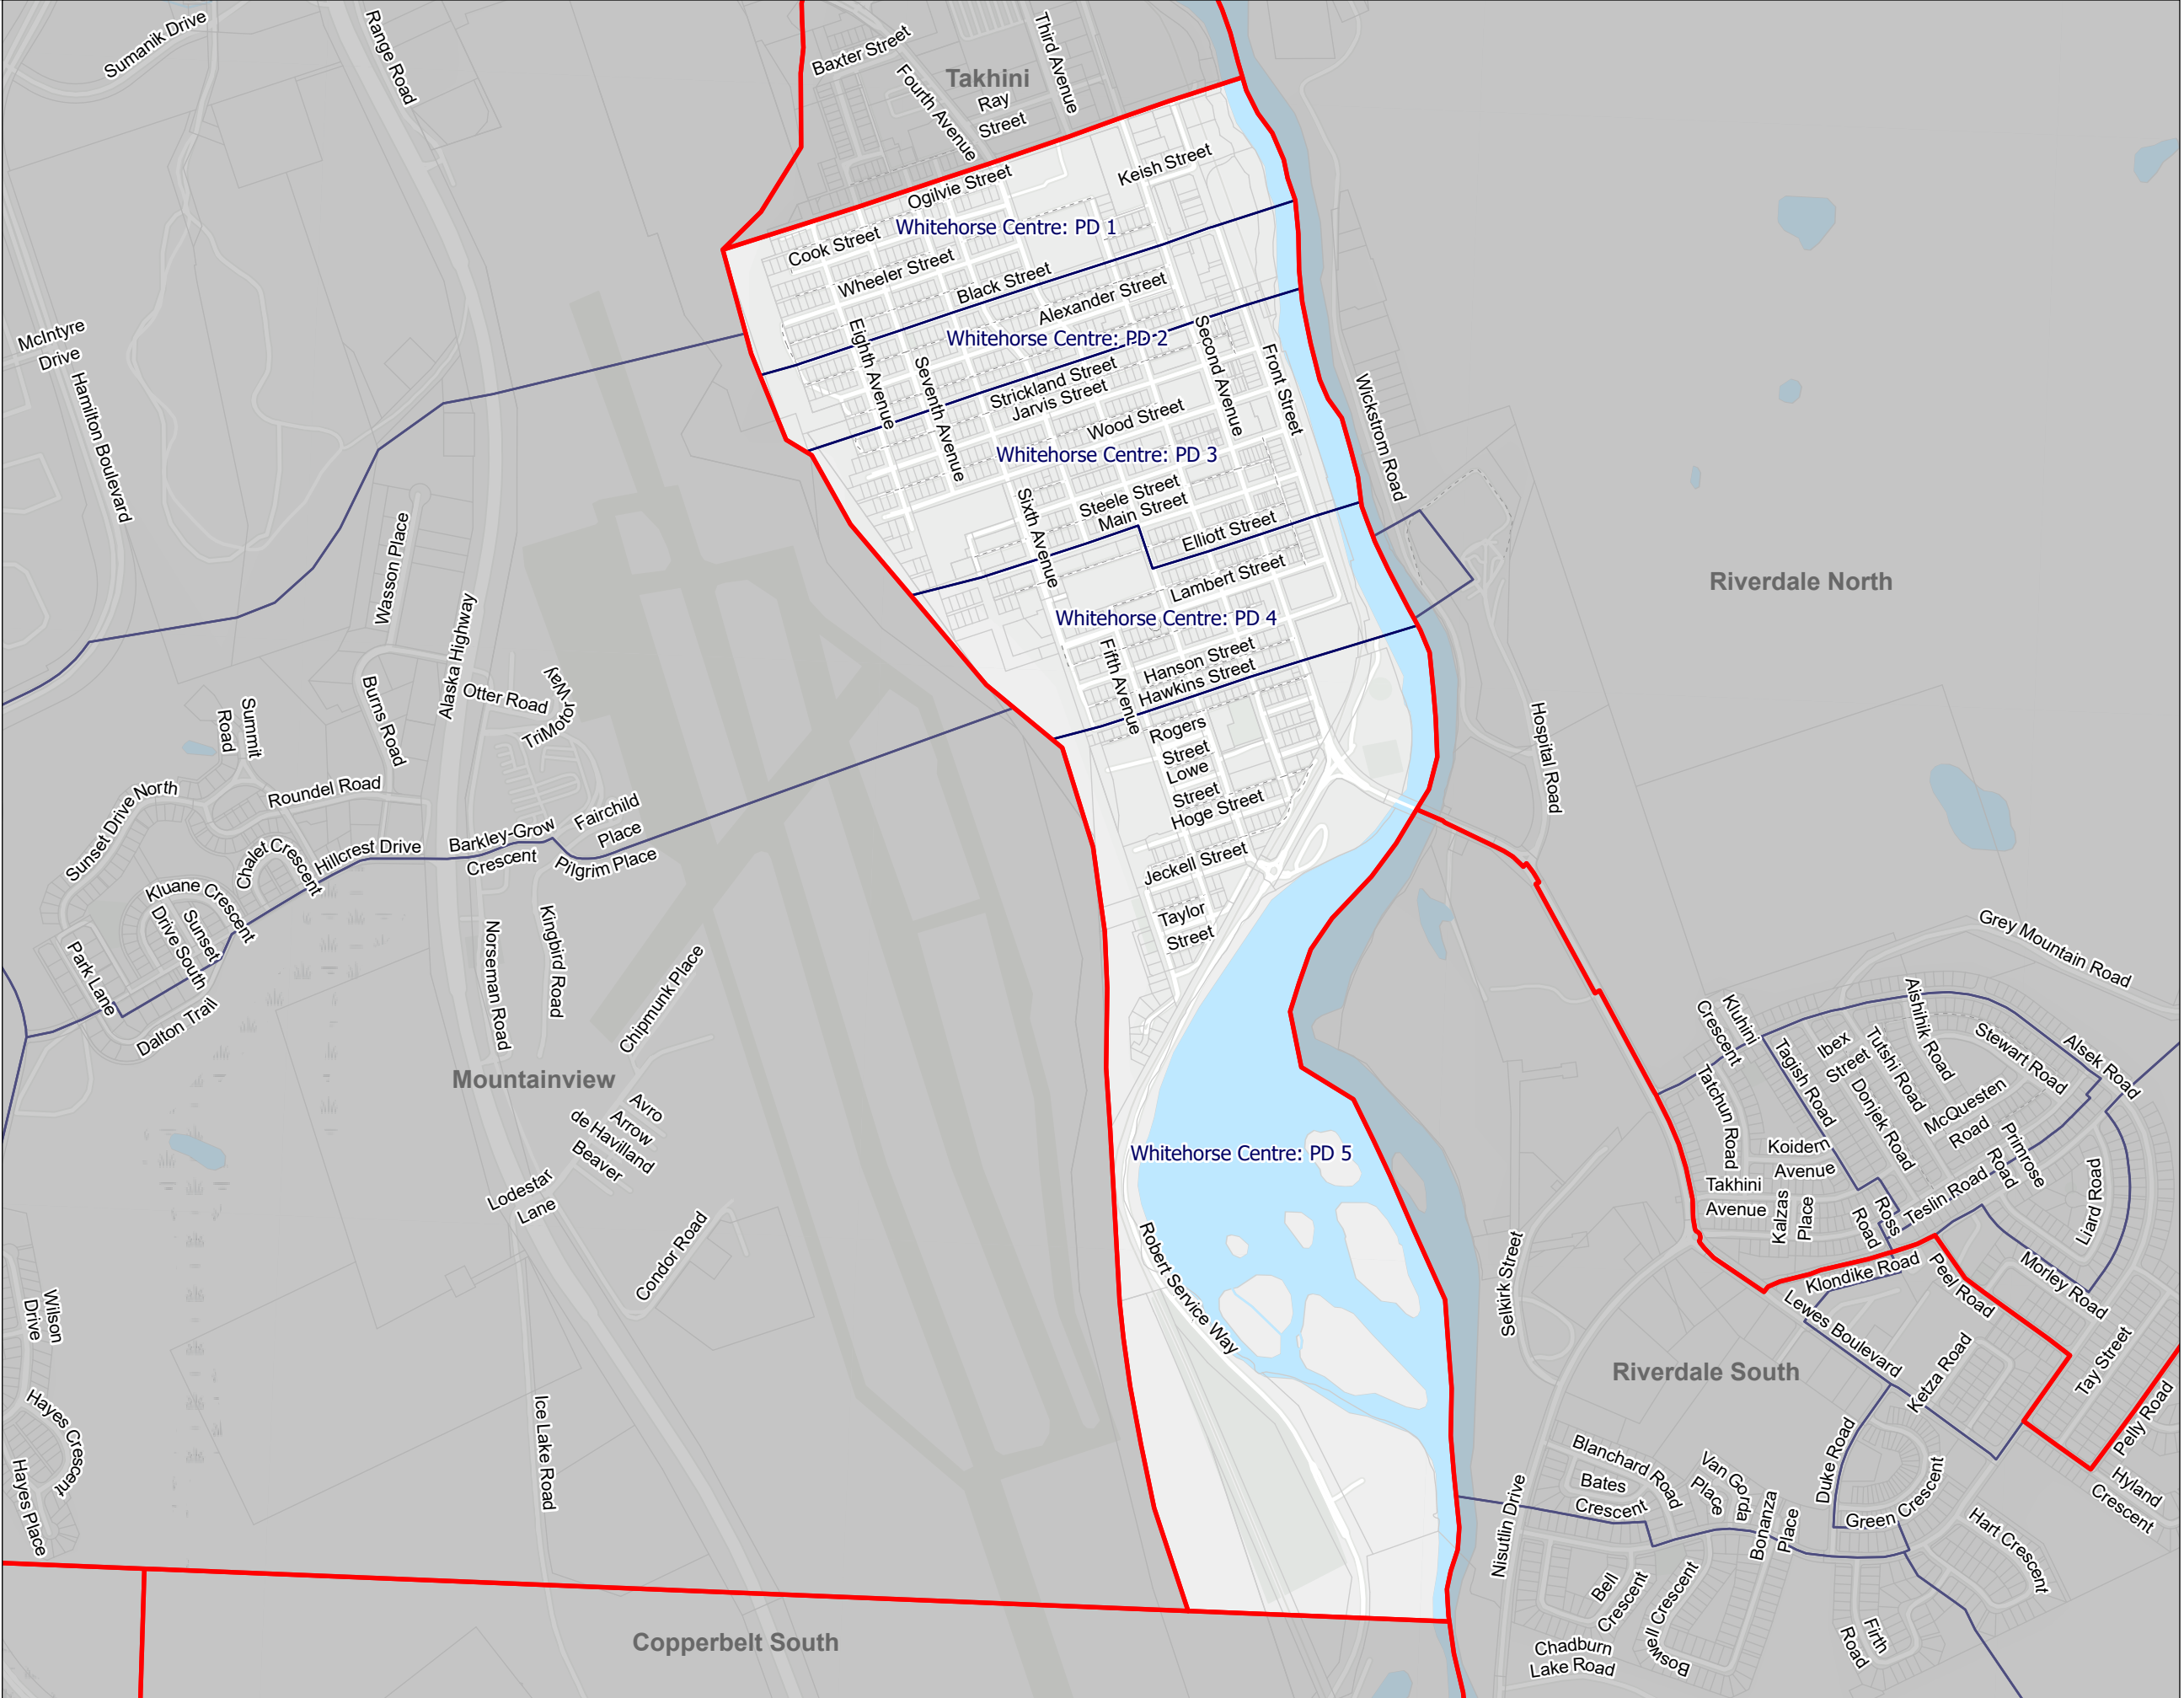 Sumanik Drive
Range Road
Baxter Street
Fourth Avenue
Third Avenue
Takhini
Ray
Street
Ogilvie Street
Keish Street
Whitehorse Centre: PD 1
Cook Street
Wheeler Street
Black Street
Alexander Street
Whitehorse Centre: PD 2
Eighth Avenue
Seventh Avenue
Second Avenue
Front Street
Strickland Street
Jarvis Street
Wood Street
Whitehorse Centre: PD 3
Steele Street
Main Street
Sixth Avenue
Elliott Street
Lambert Street
Whitehorse Centre: PD 4
Fifth Avenue
Hanson Street
Hawkins Street
Rogers
Street
Lowe
Street
Hoge Street
Jeckell Street
Taylor
Street
Whitehorse Centre: PD 5
Robert Service Way
McIntyre
Drive
Hamilton Boulevard
Wasson Place
Alaska Highway
Burns Road
Otter Road
TriMotor
Way
Summit
Road
Roundel Road
Sunset Drive North
Chalet Crescent
Hillcrest Drive
Barkley-Grow
Crescent
Fairchild
Place
Pilgrim Place
Kluane Crescent
Sunset
Drive South
Park Lane
Dalton Trail
Norseman Road
Kingbird Road
Chipmunk Place
Mountainview
Avro
Arrow
de Havilland
Beaver
Lodestar
Lane
Condor Road
Wilson
Drive
Hayes Crescent
Hayes Place
Ice Lake Road
Copperbelt South
Wickstrom Road
Riverdale North
Hospital Road
Grey Mountain Road
Kluhini
Crescent
Tagish Road
Ibex
Street
Tutshi Road
Aishihik Road
Stewart Road
Alsek Road
Tatchun Road
Donjek Road
McQuesten
Road
Primrose
Road
Koidern
Avenue
Takhini
Avenue
Kalzas
Place
Ross
Road
Teslin Road
Liard Road
Klondike Road
Peel Road
Morley Road
Lewes Boulevard
Selkirk Street
Riverdale South
Ketza Road
Tay Street
Pelly Road
Duke Road
Blanchard Road
Bates
Crescent
Van Gorda
Place
Bonanza
Place
Green Crescent
Hyland
Crescent
Hart Crescent
Nisutlin Drive
Bell
Crescent
Boswell Crescent
Chadburn
Lake Road
Firth
Road